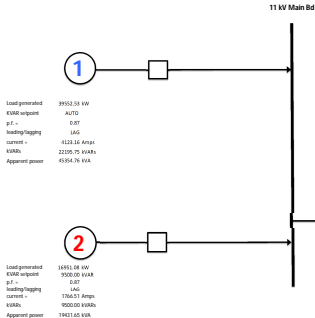 11 kV Main Bd
1
Load generated 39552.53 kW
KVAR setpoint AUTO
p.f. = 0.87
leading/lagging LAG
current = 4123.16 Amps
kVARs 22195.75 kVARs
Apparent power 45354.76 kVA
2
Load generated 16951.08 kW
KVAR setpoint 9500.00 kVAR
p.f. = 0.87
leading/lagging LAG
current = 1766.51 Amps
kVARs 9500.00 kVARs
Apparent power 19431.65 kVA